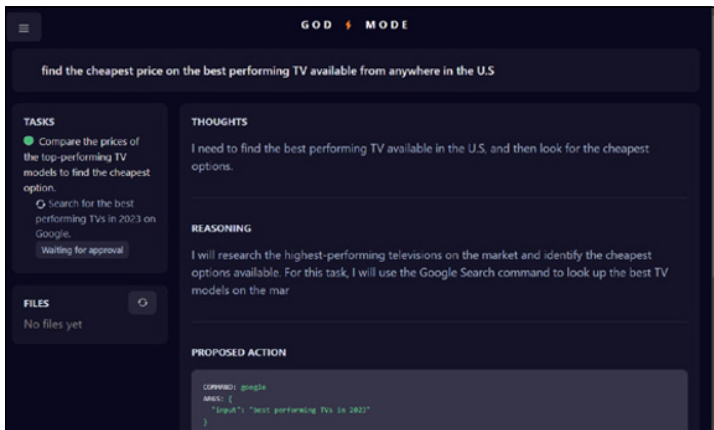 GOD MODE
find the cheapest price on the best performing TV available from anywhere in the U.S
TASKS
Compare the prices of
the top-performing TV
models to find the cheapest
option.
Search for the best
performing TVs in 2023 on
Google.
Waiting for approval
FILES
No files yet
THOUGHTS
I need to find the best performing TV available in the U.S, and then look for the cheapest
options.
REASONING
I will research the highest-performing televisions on the market and identify the cheapest
options available. For this task, I will use the Google Search command to look up the best TV
models on the mar
PROPOSED ACTION
COMMAND: google
ARGS: {
"input": "best performing TVs in 2023"
}